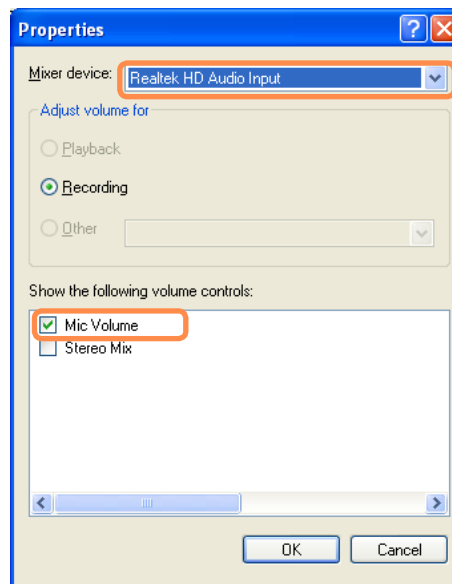 Properties
Mixer device: Realtek HD Audio Input
Adjust volume for
Playback
Recording
Other
Show the following volume controls:
Mic Volume
Stereo Mix
OK Cancel